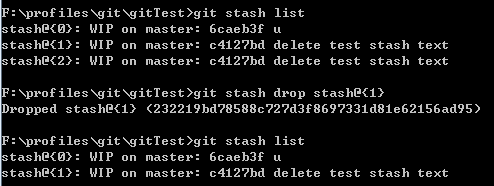 F:\profiles\git\gitTest>git stash list
stash@{0}: WIP on master: 6caeb3f u
stash@{1}: WIP on master: c4127bd delete test stash text
stash@{2}: WIP on master: c4127bd delete test stash text
F:\profiles\git\gitTest>git stash drop stash@{1}
Dropped stash@{1} (232219bd78588c727d3f8697331d81e62156ad95)
F:\profiles\git\gitTest>git stash list
stash@{0}: WIP on master: 6caeb3f u
stash@{1}: WIP on master: c4127bd delete test stash text